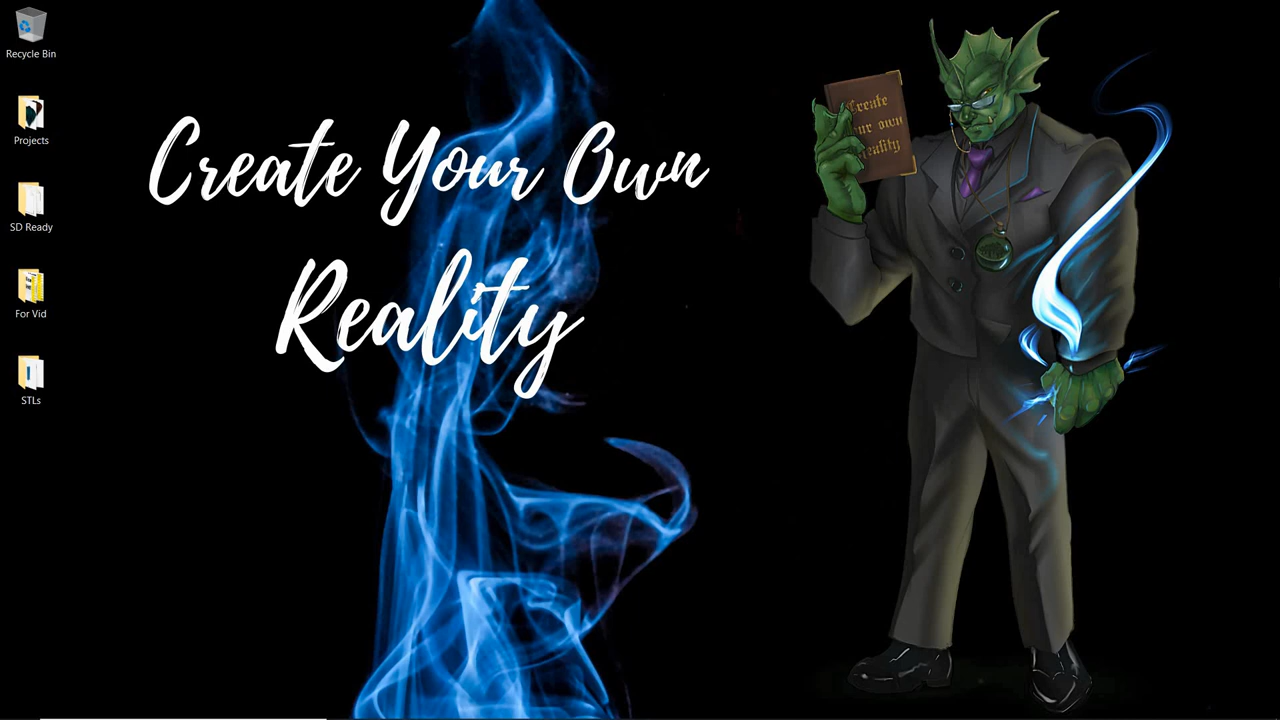 Recycle Bin
Projects
SD Ready
For Vid
STLs
Create Your Own
Reality
Create
your own
Reality